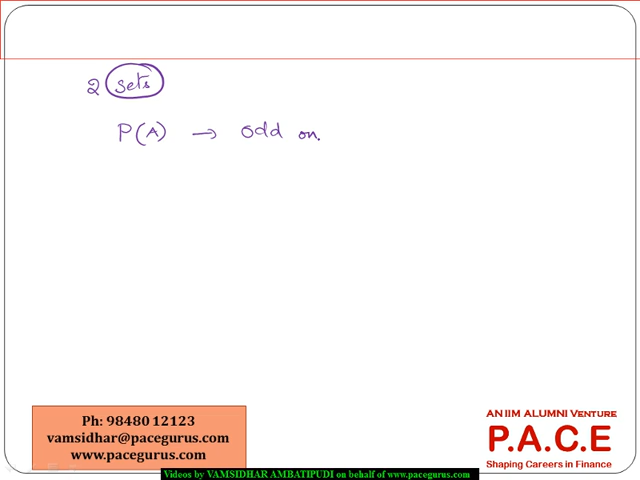 2 sets
P(A) → odd on.
Ph: 98480 12123
vamsidhar@pacegurus.com
www.pacegurus.com
AN IIM ALUMNI VENTURE
P.A.C.E
Shaping Careers in Finance
Videos by VAMSIDHAR AMBATIPUDI on behalf of www.pacegurus.com